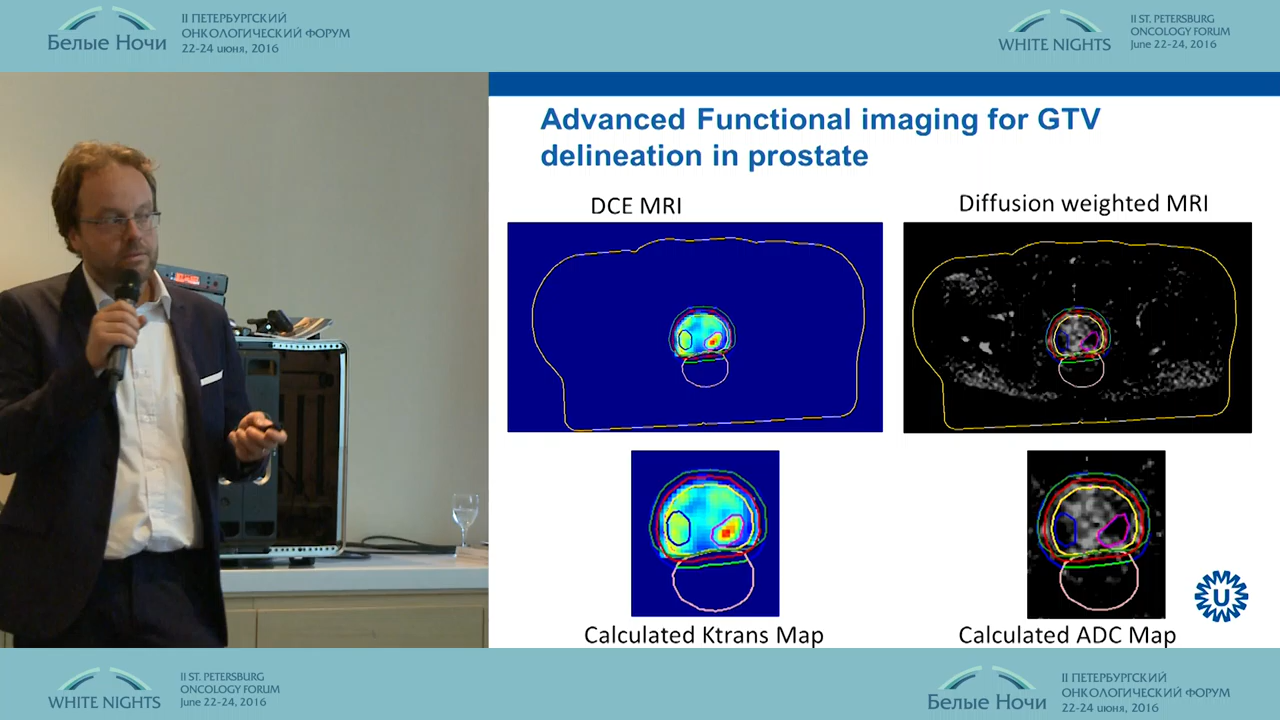 Белые Ночи
II ПЕТЕРБУРГСКИЙ
ОНКОЛОГИЧЕСКИЙ ФОРУМ
22-24 июня, 2016
WHITE NIGHTS
II ST. PETERSBURG
ONCOLOGY FORUM
June 22-24, 2016
Advanced Functional imaging for GTV
delineation in prostate
DCE MRI
Diffusion weighted MRI
Calculated Ktrans Map
Calculated ADC Map
U
WHITE NIGHTS
II ST. PETERSBURG
ONCOLOGY FORUM
June 22-24, 2016
Белые Ночи
II ПЕТЕРБУРГСКИЙ
ОНКОЛОГИЧЕСКИЙ ФОРУМ
22-24 июня, 2016